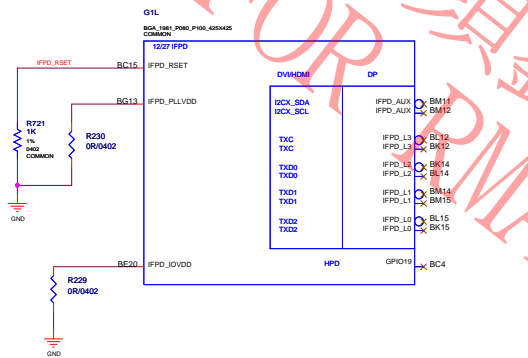 G1L
BGA_1981_P080_P100_425X425
COMMON
12/27 IFPD
IFPD_RSET
BC15
IFPD_RSET
DVI/HDMI
DP
BG13
IFPD_PLLVDD
I2CX_SDA
IFPD_AUX
BM11
I2CX_SCL
IFPD_AUX
BM12
R721
1K
1%
0402
COMMON
R230
0R/0402
TXC
IFPD_L3
BL12
TXC
IFPD_L3
BK12
TXD0
IFPD_L2
BK14
TXD0
IFPD_L2
BL14
TXD1
IFPD_L1
BM14
TXD1
IFPD_L1
BM15
GND
TXD2
IFPD_L0
BL15
TXD2
IFPD_L0
BK15
BE20
IFPD_IOVDD
HPD
GPIO19
BC4
R229
0R/0402
GND
FOR
RMA